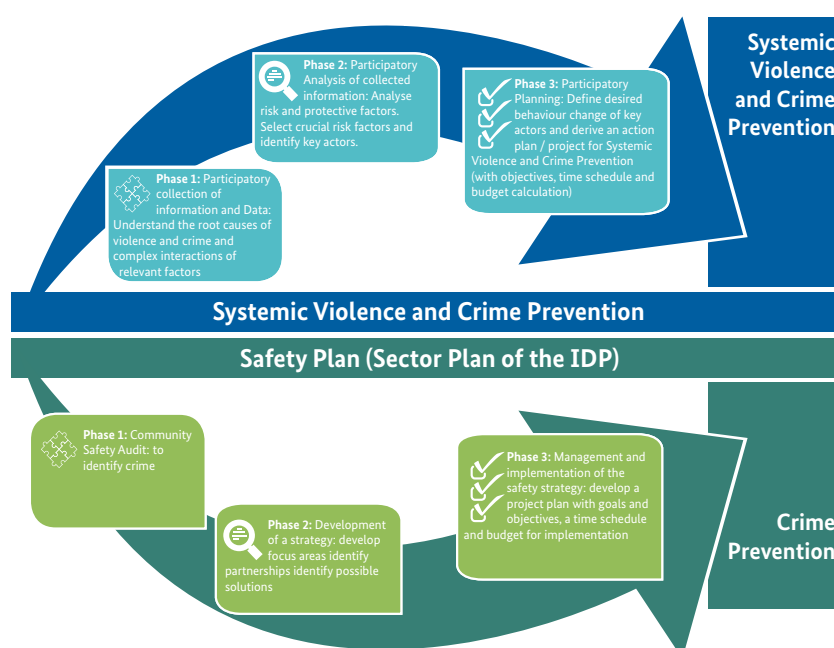 Systemic
Violence
and Crime
Prevention
Phase 2: Participatory
Analysis of collected
information: Analyse
risk and protective factors.
Select crucial risk factors and
identify key actors.
Phase 3: Participatory
Planning: Define desired
behaviour change of key
actors and derive an action
plan / project for Systemic
Violence and Crime Prevention
(with objectives, time schedule and
budget calculation)
Phase 1: Participatory
collection of
information and Data:
Understand the root causes of
violence and crime and
complex interactions of
relevant factors
Systemic Violence and Crime Prevention
Safety Plan (Sector Plan of the IDP)
Phase 1: Community
Safety Audit: to
identify crime
Phase 2: Development
of a strategy: develop
focus areas identify
partnerships identify possible
solutions
Phase 3: Management and
implementation of the
safety strategy: develop a
project plan with goals and
objectives, a time schedule
and budget for implementation
Crime
Prevention